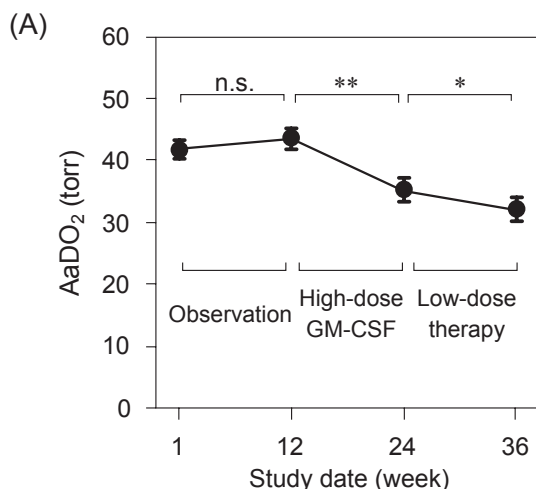 (A)
60
n.s. ** *
50
40
AaDO₂ (torr)
30
20
Observation High-dose GM-CSF Low-dose therapy
10
0
1 12 24 36
Study date (week)